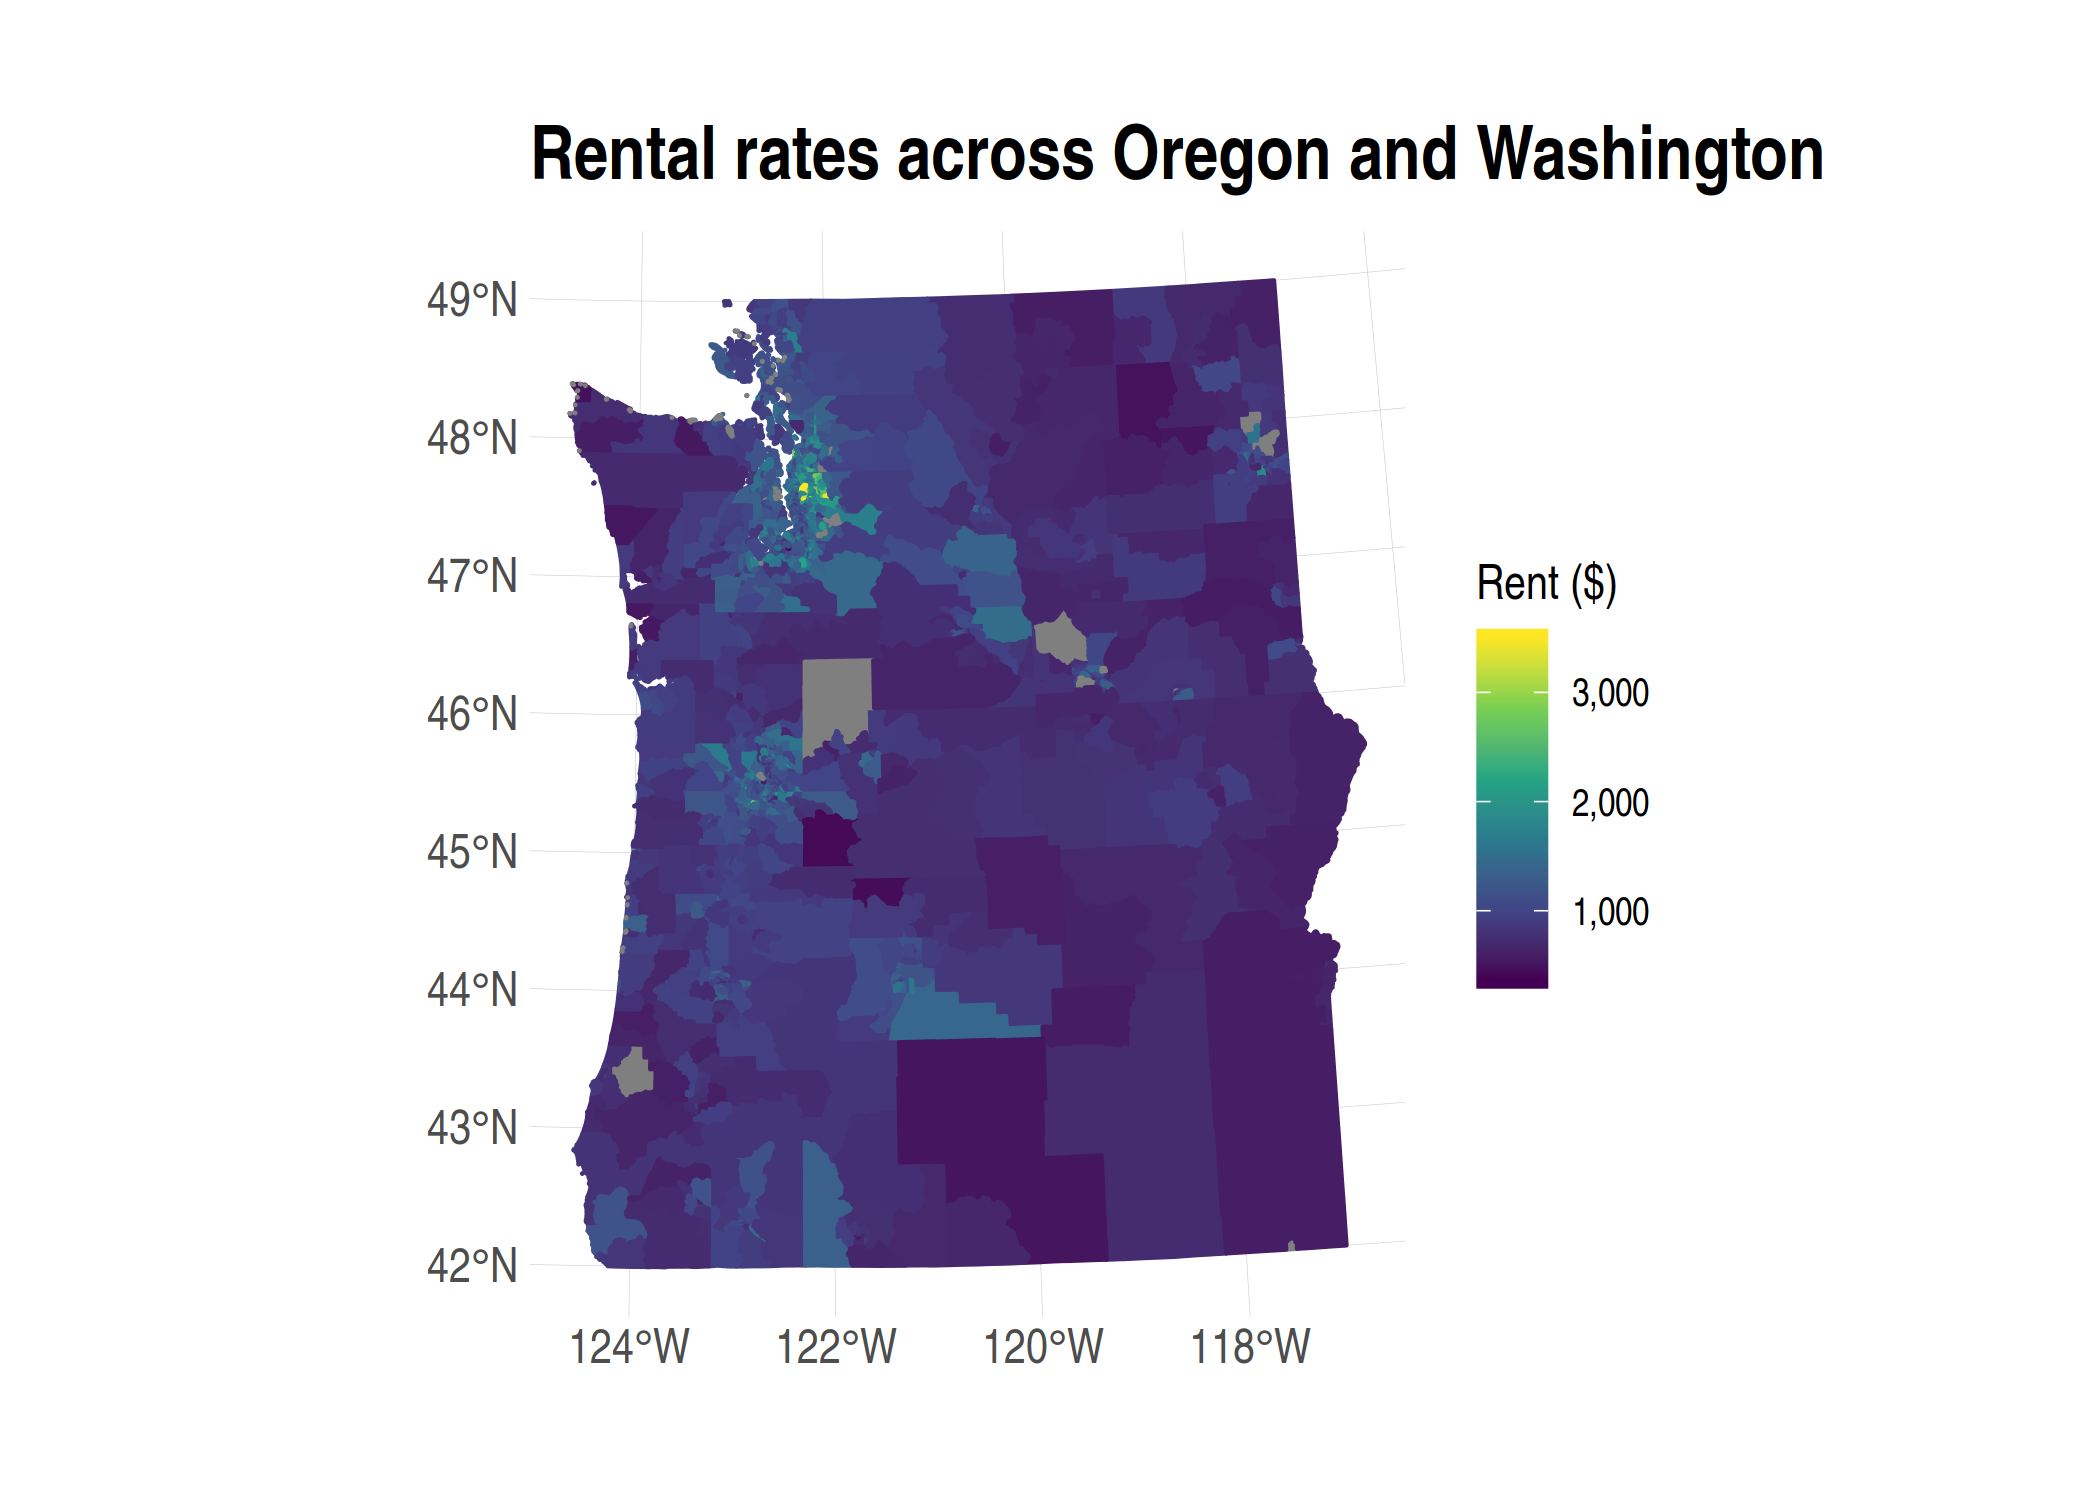 Rental rates across Oregon and Washington
49°N
48°N
47°N
46°N
45°N
44°N
43°N
42°N
124°W
122°W
120°W
118°W
Rent ($)
3,000
2,000
1,000